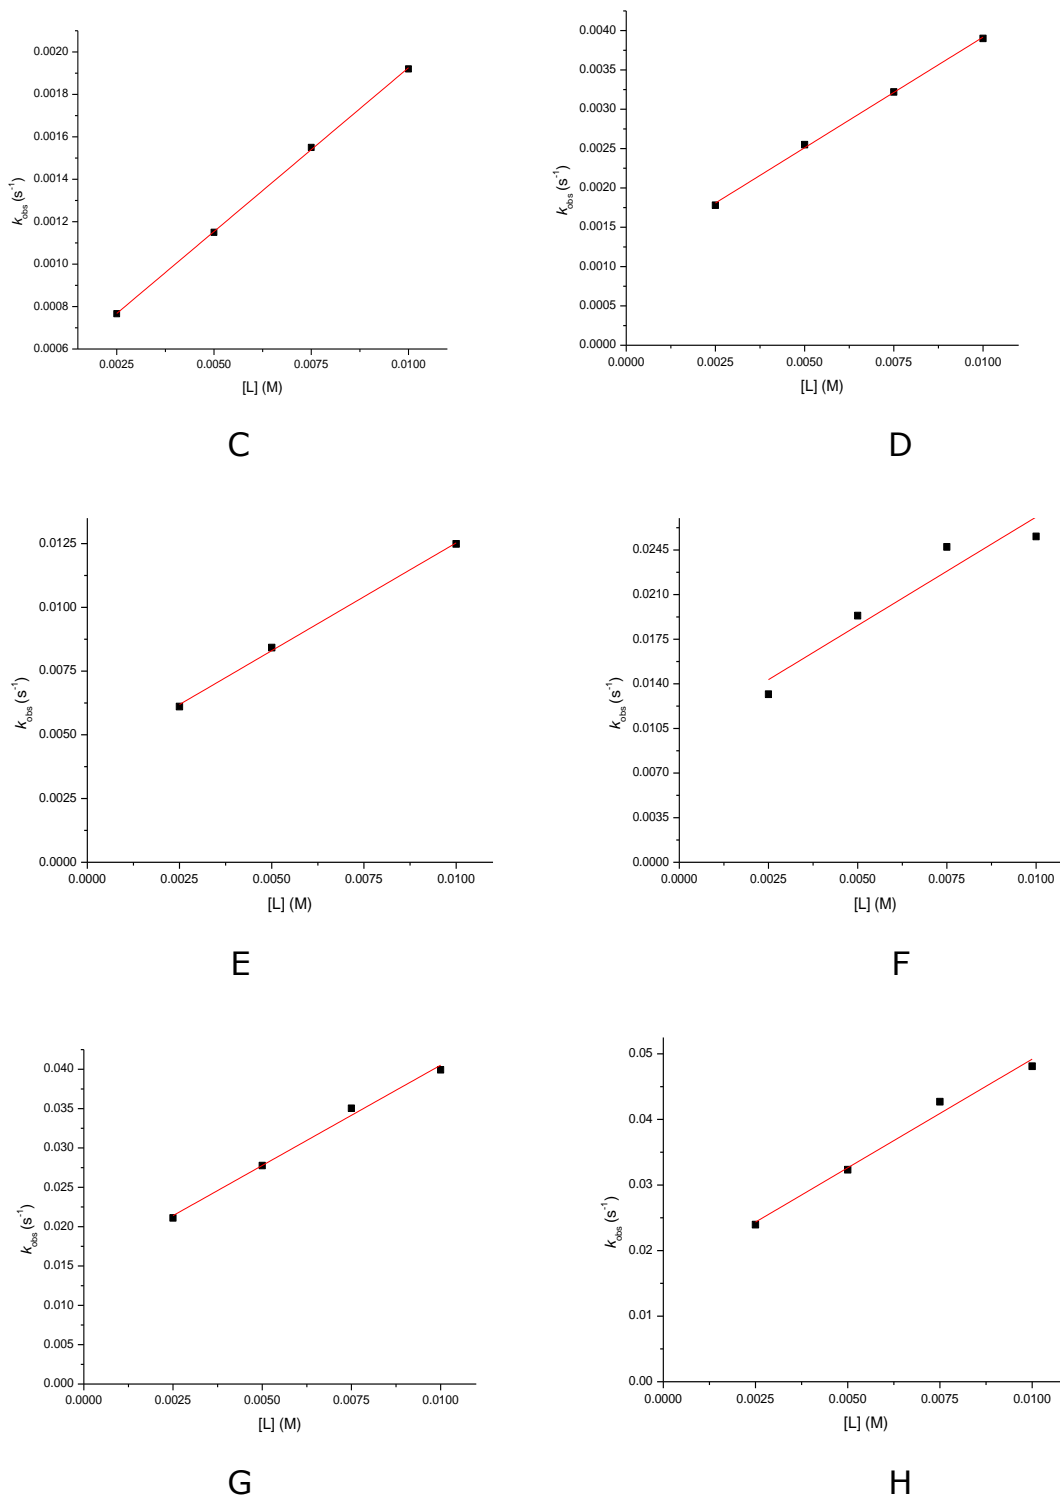 0.0020
0.0018
0.0016
0.0014
0.0012
0.0010
0.0008
0.0006
k_obs (s⁻¹)
0.0025 0.0050 0.0075 0.0100
[L] (M)
C
0.0040
0.0035
0.0030
0.0025
0.0020
0.0015
0.0010
0.0005
0.0000
k_obs (s⁻¹)
0.0000 0.0025 0.0050 0.0075 0.0100
[L] (M)
D
0.0125
0.0100
0.0075
0.0050
0.0025
0.0000
k_obs (s⁻¹)
0.0000 0.0025 0.0050 0.0075 0.0100
[L] (M)
E
0.0245
0.0210
0.0175
0.0140
0.0105
0.0070
0.0035
0.0000
k_obs (s⁻¹)
0.0000 0.0025 0.0050 0.0075 0.0100
[L] (M)
F
0.040
0.035
0.030
0.025
0.020
0.015
0.010
0.005
0.000
k_obs (s⁻¹)
0.0000 0.0025 0.0050 0.0075 0.0100
[L] (M)
G
0.05
0.04
0.03
0.02
0.01
0.00
k_obs (s⁻¹)
0.0000 0.0025 0.0050 0.0075 0.0100
[L] (M)
H